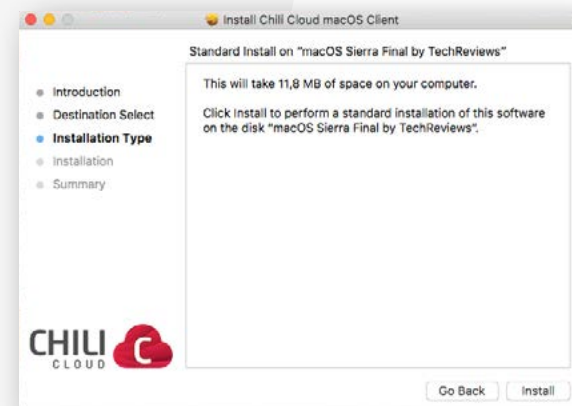 Install Chili Cloud macOS Client
Standard Install on "macOS Sierra Final by TechReviews"
Introduction
Destination Select
Installation Type
Installation
Summary
This will take 11,8 MB of space on your computer.
Click Install to perform a standard installation of this software
on the disk "macOS Sierra Final by TechReviews".
CHILI C
CLOUD
Go Back
Install